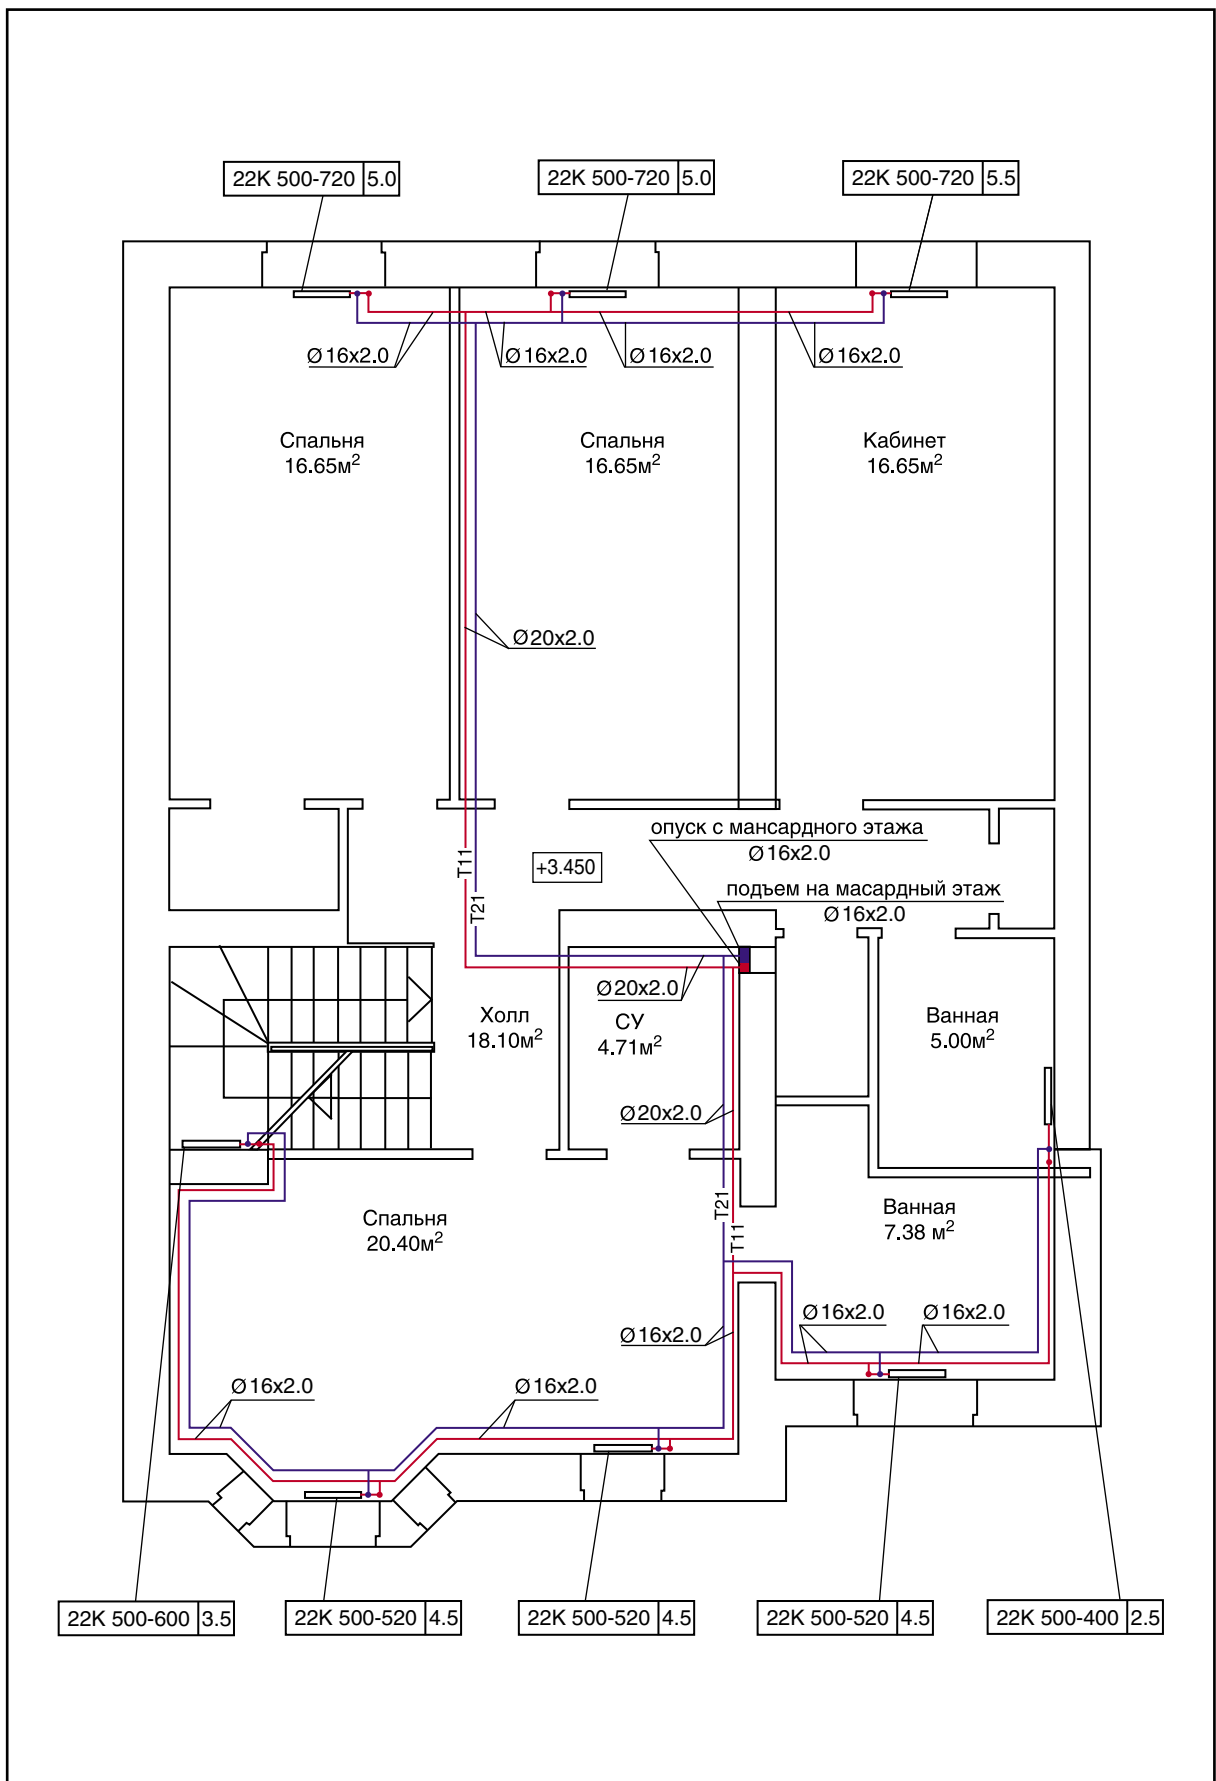 22K 500-720 5.0
22K 500-720 5.0
22K 500-720 5.5
Ø16x2.0
Ø16x2.0
Ø16x2.0
Ø16x2.0
Спальня
16.65м²
Спальня
16.65м²
Кабинет
16.65м²
Ø20x2.0
опуск с мансардного этажа
Ø16x2.0
T11
+3.450
подъем на масардный этаж
Ø16x2.0
T21
Ø20x2.0
Холл
18.10м²
СУ
4.71м²
Ванная
5.00м²
Ø20x2.0
T21
T11
Спальня
20.40м²
Ванная
7.38 м²
Ø16x2.0
Ø16x2.0
Ø16x2.0
Ø16x2.0
Ø16x2.0
22K 500-600 3.5
22K 500-520 4.5
22K 500-520 4.5
22K 500-520 4.5
22K 500-400 2.5